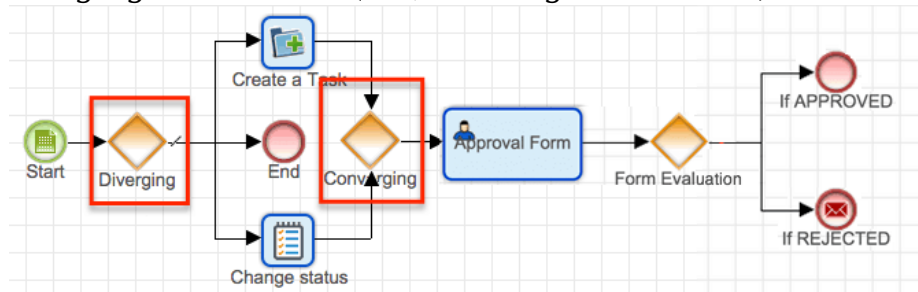 Create a Task
If APPROVED
Start
Diverging
End
Converging
Approval Form
Form Evaluation
If REJECTED
Change status